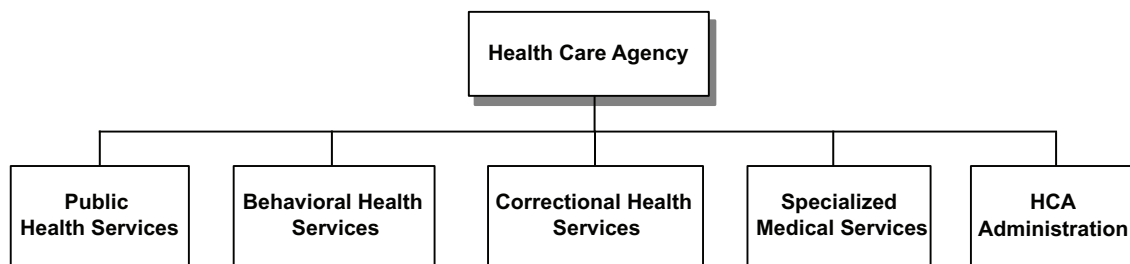 Health Care Agency
Public
Health Services
Behavioral Health
Services
Correctional Health
Services
Specialized
Medical Services
HCA
Administration